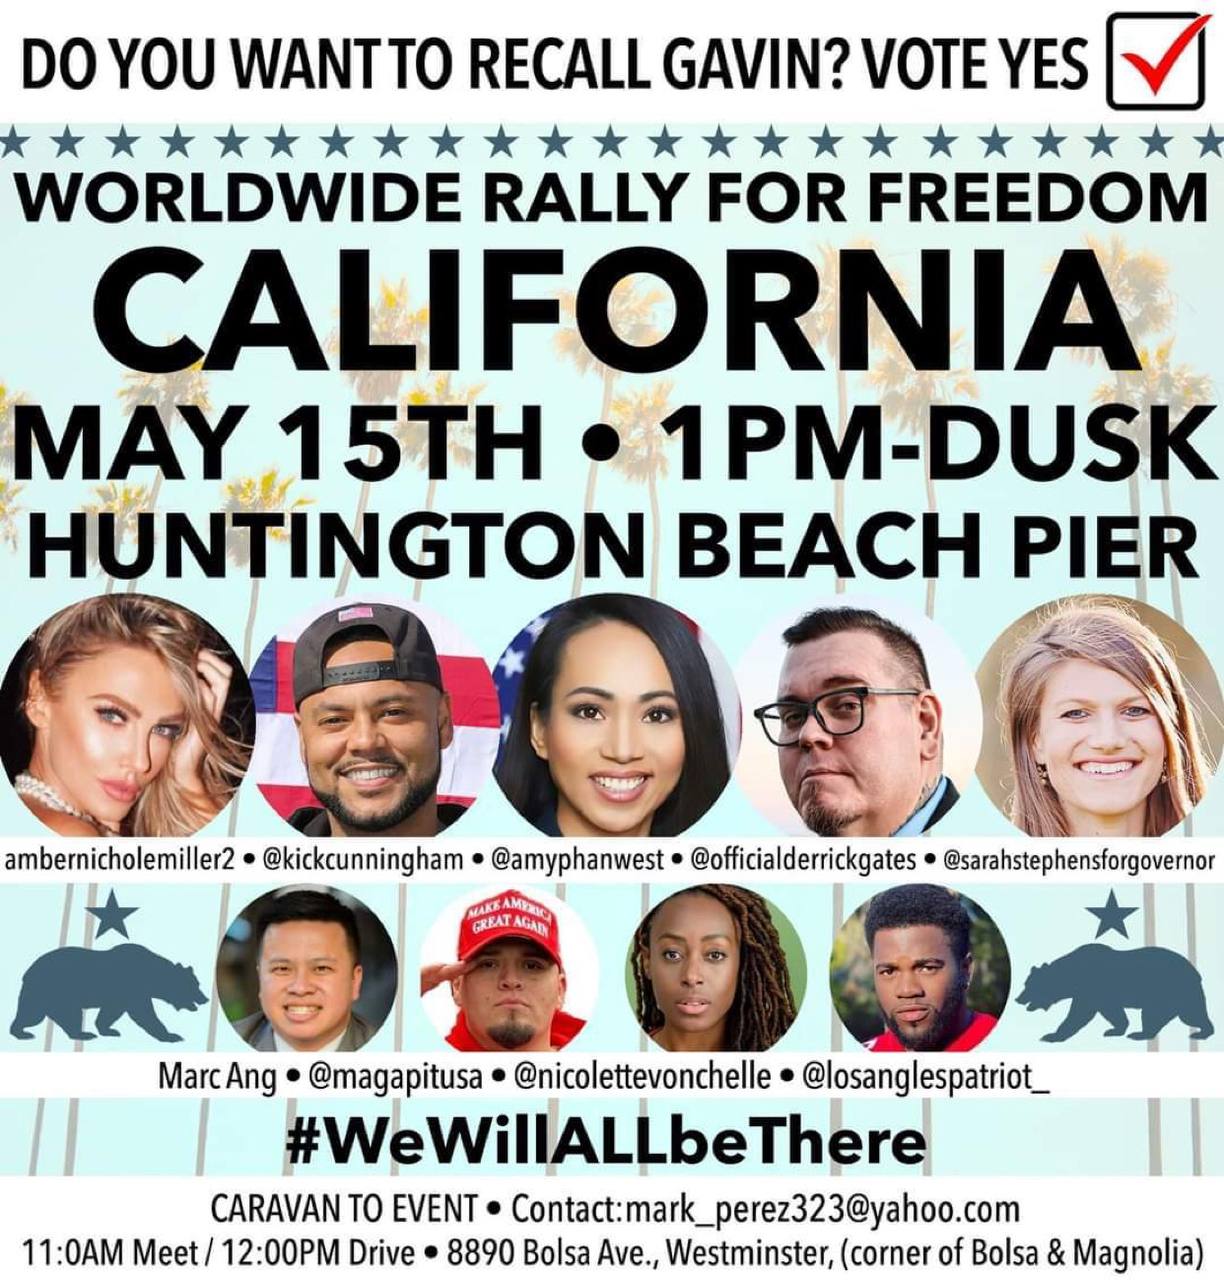 DO YOU WANT TO RECALL GAVIN? VOTE YES
WORLDWIDE RALLY FOR FREEDOM
CALIFORNIA
MAY 15TH • 1PM-DUSK
HUNTINGTON BEACH PIER
ambernicholemiller2 • @kickcunningham • @amyphanwest • @officialderrickgates • @sarahstephensforgovernor
MAKE AMERICA
GREAT AGAIN
Marc Ang • @magapitusa • @nicolettevonchelle • @losanglespatriot_
#WeWillALLbeThere
CARAVAN TO EVENT • Contact:mark_perez323@yahoo.com
11:0AM Meet / 12:00PM Drive • 8890 Bolsa Ave., Westminster, (corner of Bolsa & Magnolia)